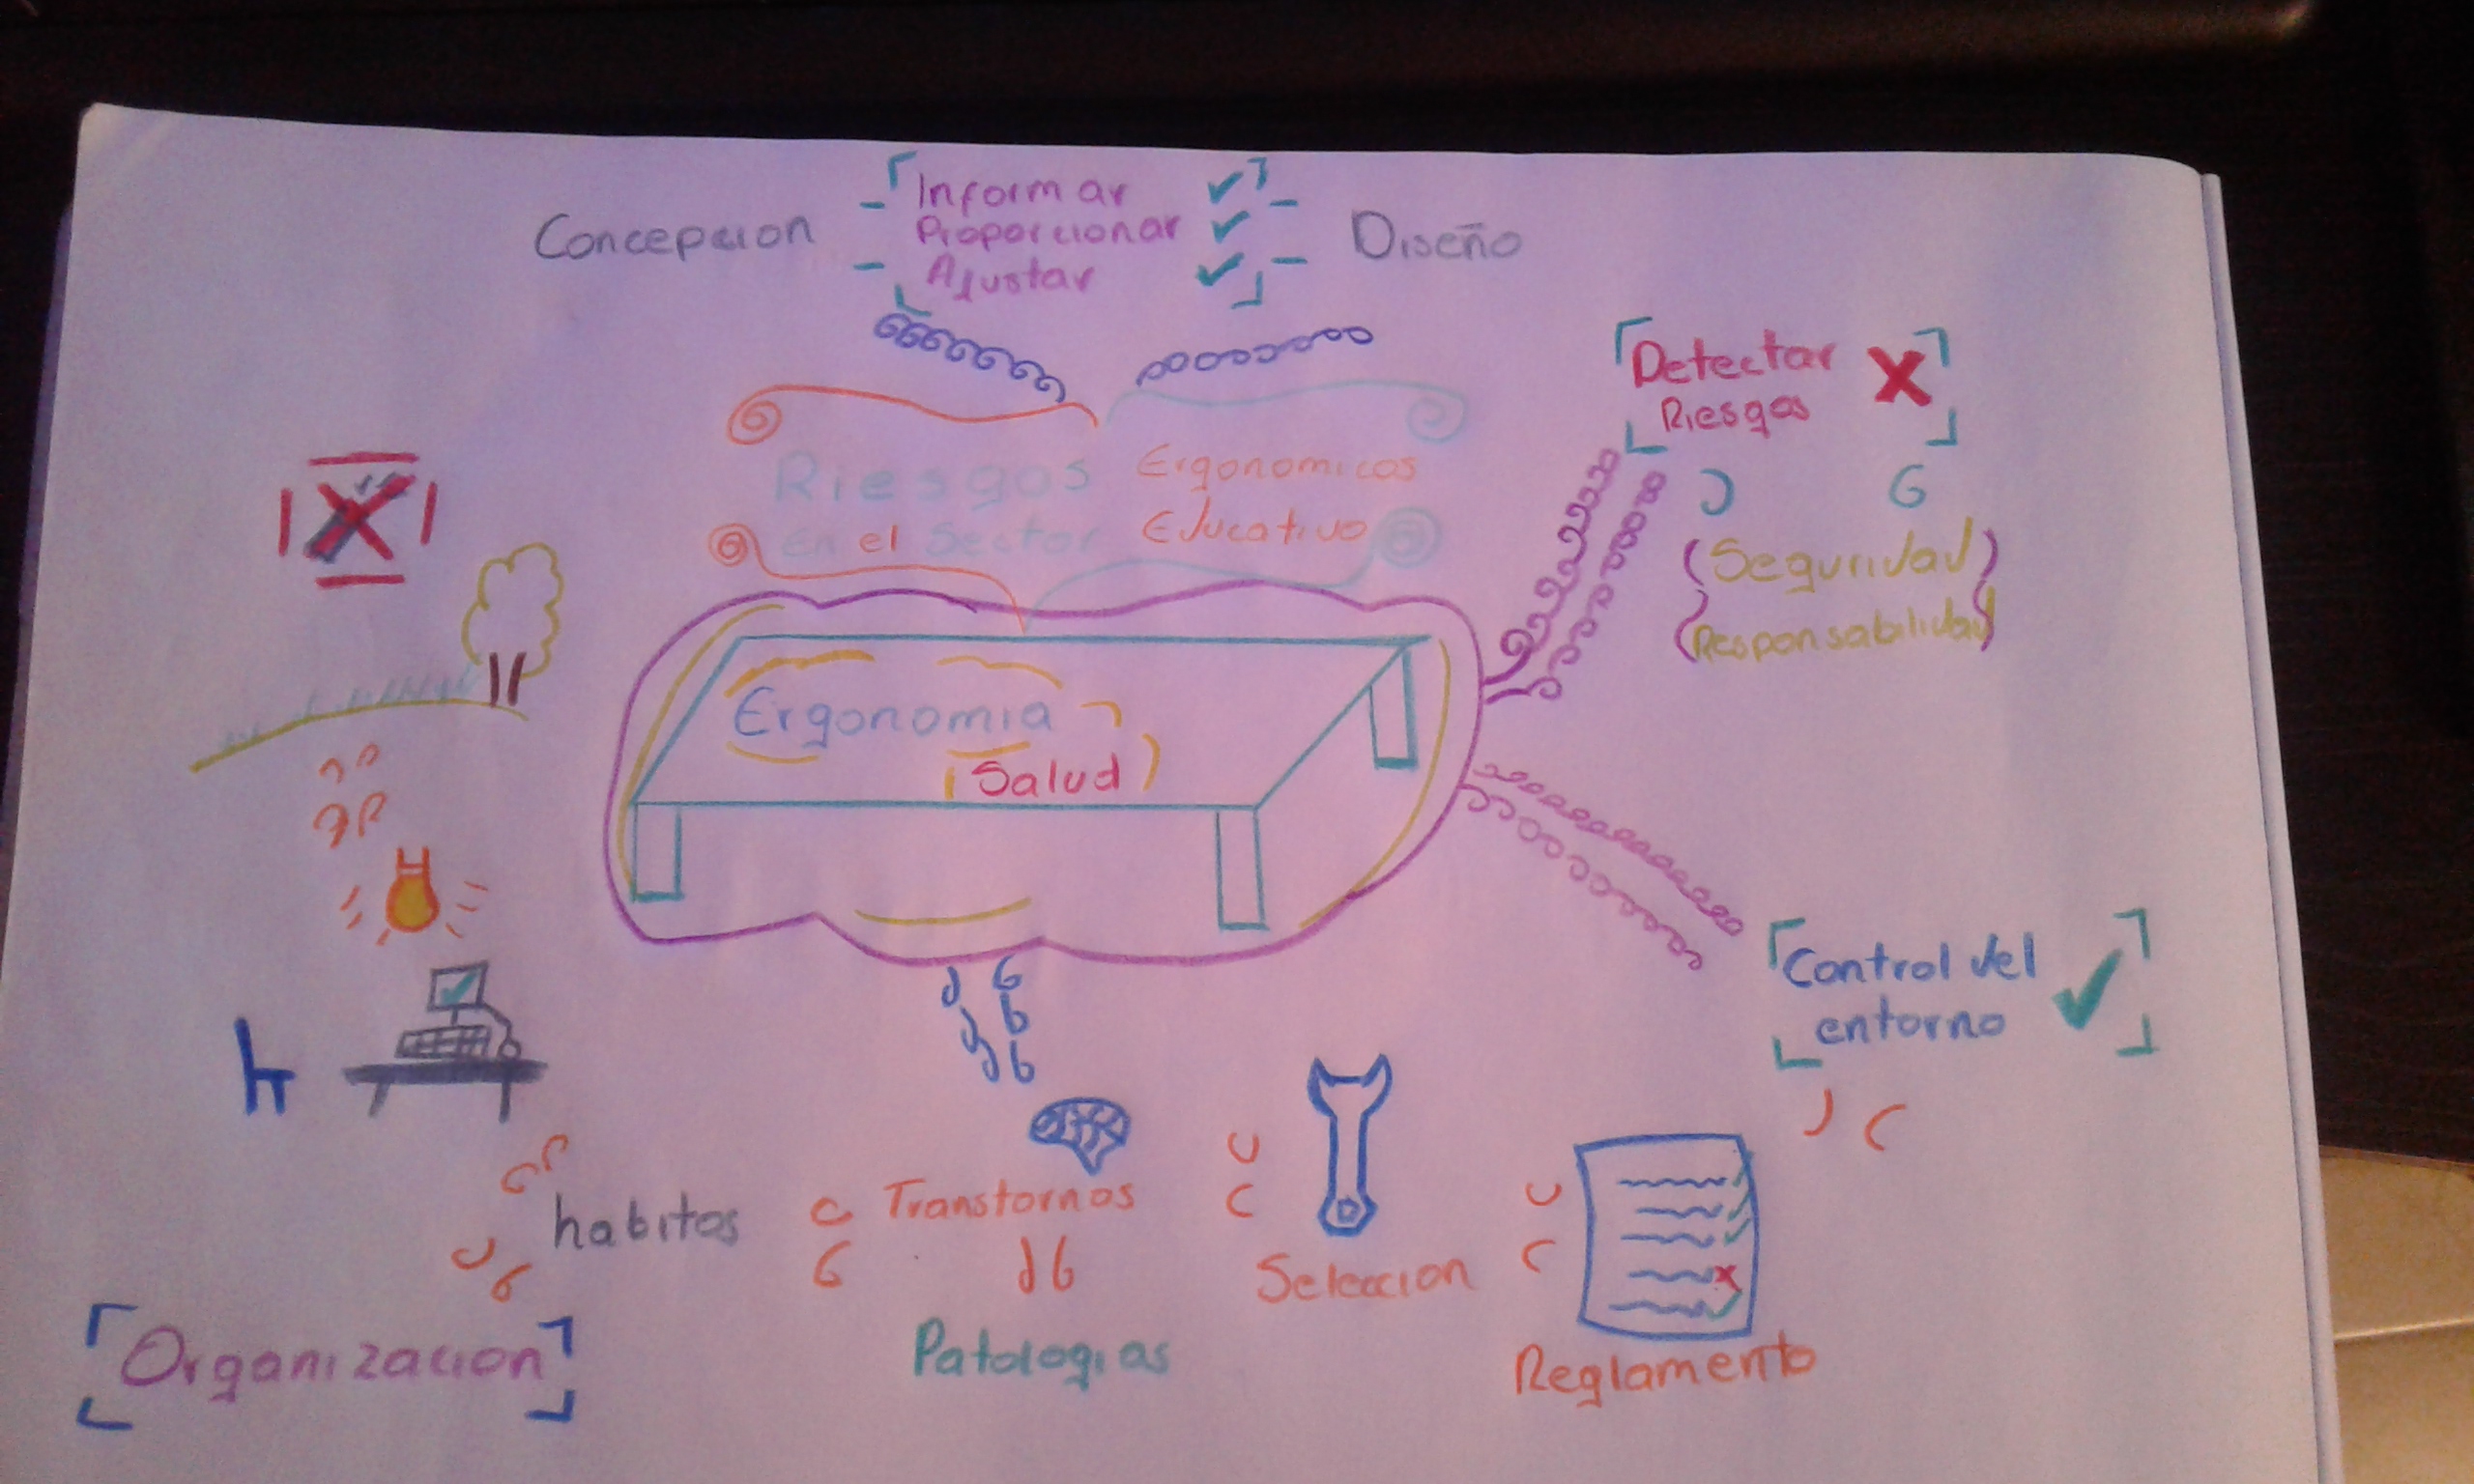 Informar
Concepcion
Proporcionar
Diseño
Ajustar
Detectar
Riesgos
Riesgos Ergonomicos
en el Sector Educativo
Seguridad
Responsabilidad
Ergonomia
Salud
Control del
entorno
habitos
Transtornos
Seleccion
Organizacion
Patologias
Reglamento